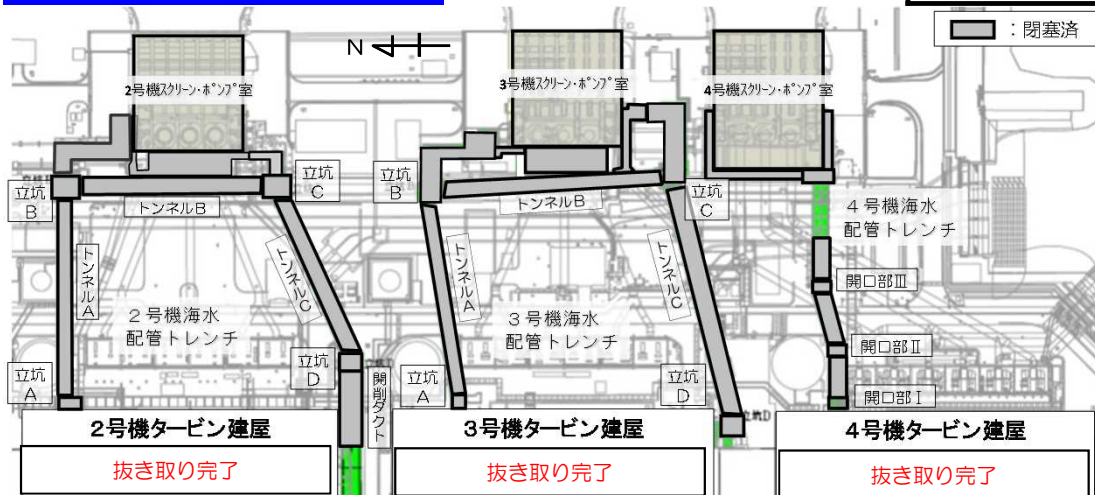 ：閉塞済
N
2号機スクリーン・ポンプ室
3号機スクリーン・ポンプ室
4号機スクリーン・ポンプ室
立坑
B
トンネルB
立坑
C
トンネルA
トンネルC
2号機海水
配管トレンチ
立坑
A
立坑
D
開削ダクト
立坑
B
トンネルB
立坑
C
トンネルA
トンネルC
3号機海水
配管トレンチ
立坑
A
立坑
D
立坑D
4号機海水
配管トレンチ
開口部Ⅲ
開口部Ⅱ
開口部Ⅰ
2号機タービン建屋
抜き取り完了
3号機タービン建屋
抜き取り完了
4号機タービン建屋
抜き取り完了